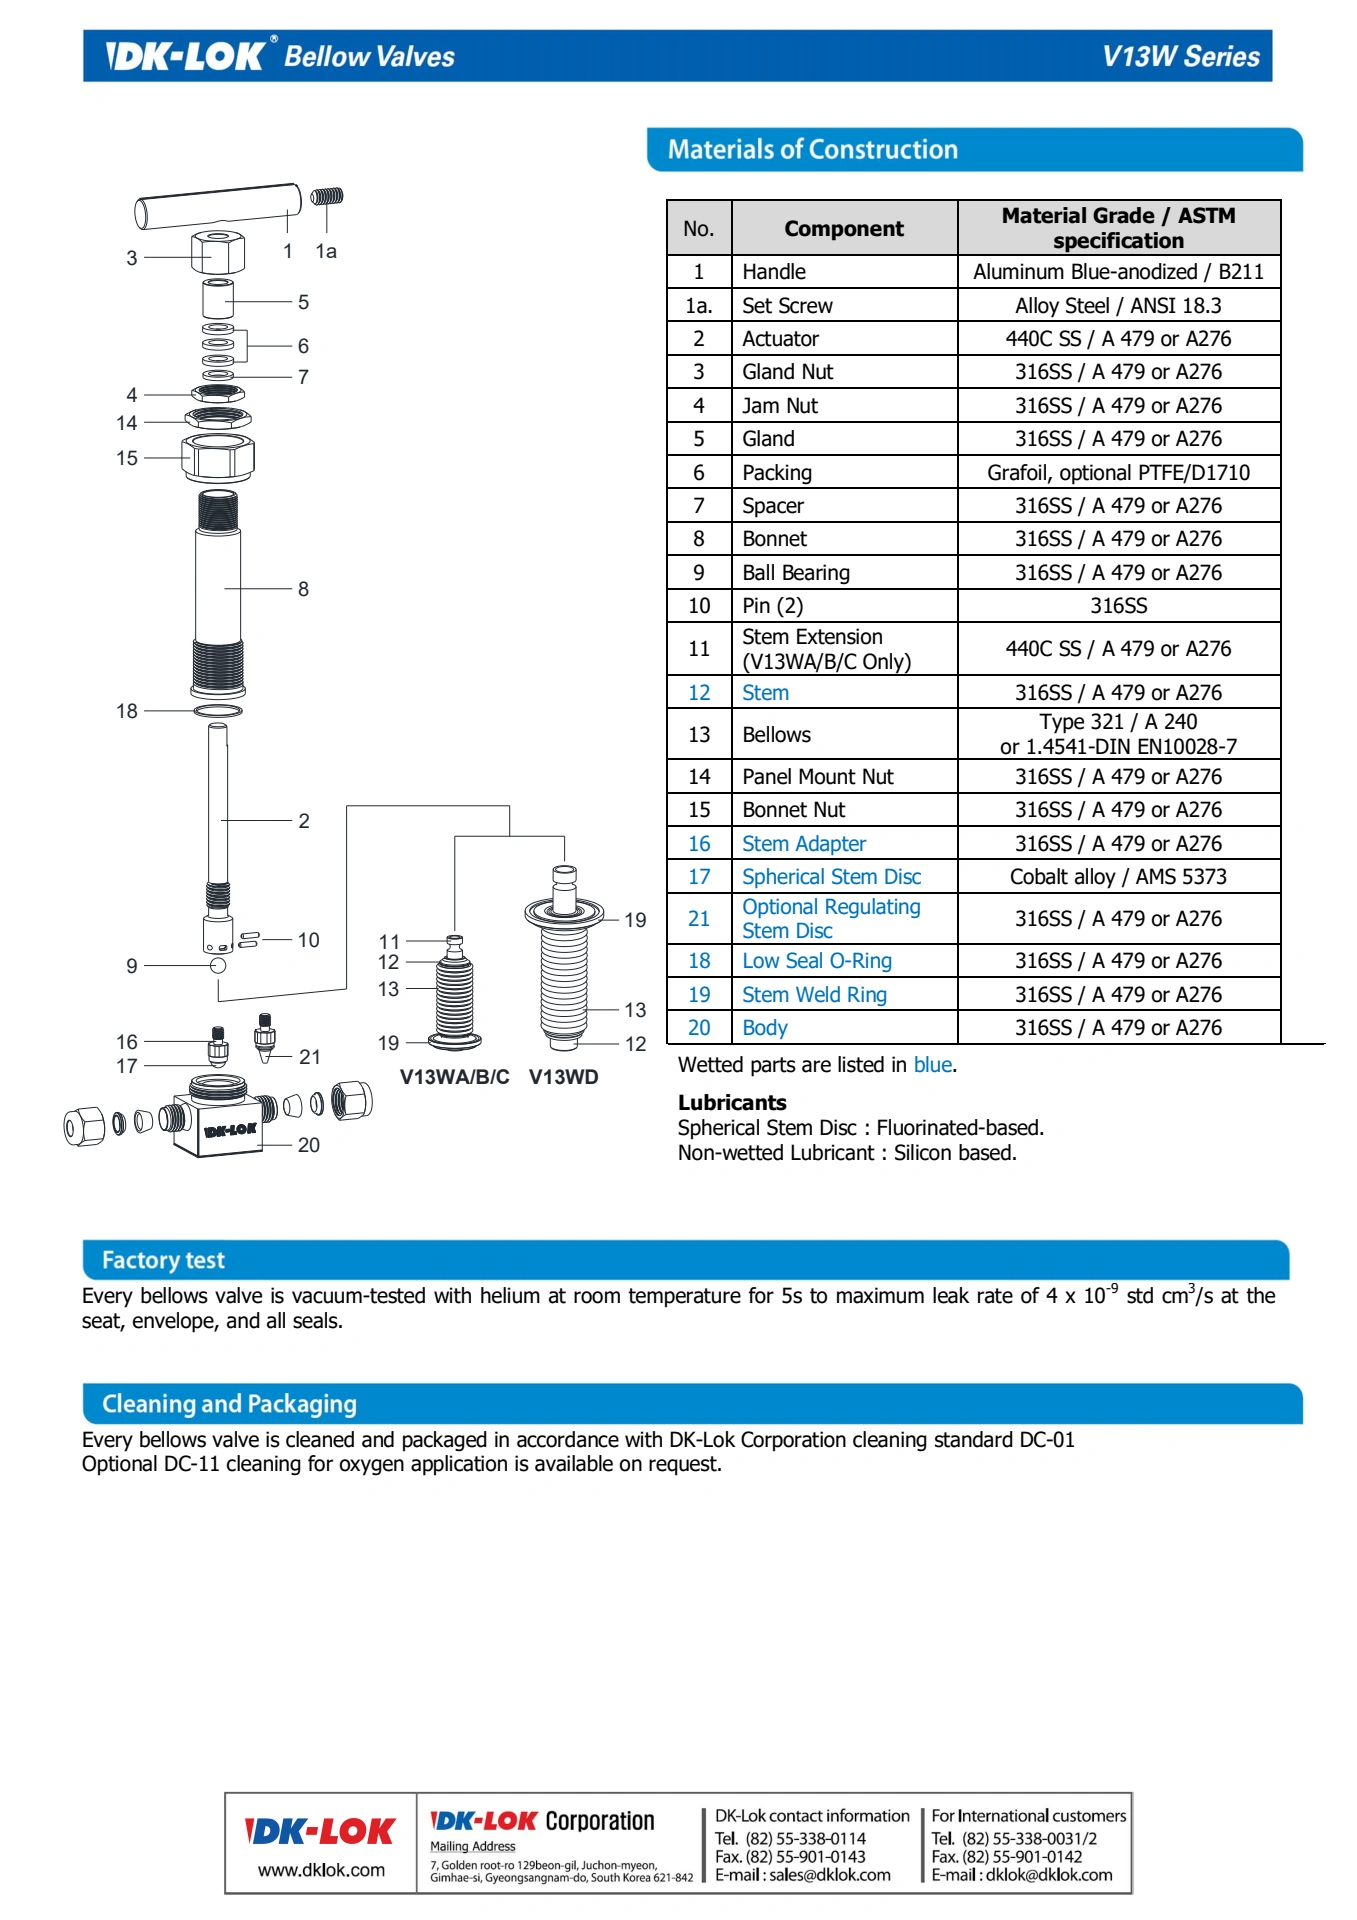 DK-LOK® Bellow Valves V13W Series
Materials of Construction
1 1a
3
5
6
7
4
14
15
8
18
2
10
9
11
12
13
19
19
13
12
16
17
21
V13WA/B/C V13WD
DK-LOK
20
No. Component Material Grade / ASTM specification
1 Handle Aluminum Blue-anodized / B211
1a. Set Screw Alloy Steel / ANSI 18.3
2 Actuator 440C SS / A 479 or A276
3 Gland Nut 316SS / A 479 or A276
4 Jam Nut 316SS / A 479 or A276
5 Gland 316SS / A 479 or A276
6 Packing Grafoil, optional PTFE/D1710
7 Spacer 316SS / A 479 or A276
8 Bonnet 316SS / A 479 or A276
9 Ball Bearing 316SS / A 479 or A276
10 Pin (2) 316SS
11 Stem Extension (V13WA/B/C Only) 440C SS / A 479 or A276
12 Stem 316SS / A 479 or A276
13 Bellows Type 321 / A 240 or 1.4541-DIN EN10028-7
14 Panel Mount Nut 316SS / A 479 or A276
15 Bonnet Nut 316SS / A 479 or A276
16 Stem Adapter 316SS / A 479 or A276
17 Spherical Stem Disc Cobalt alloy / AMS 5373
21 Optional Regulating Stem Disc 316SS / A 479 or A276
18 Low Seal O-Ring 316SS / A 479 or A276
19 Stem Weld Ring 316SS / A 479 or A276
20 Body 316SS / A 479 or A276
Wetted parts are listed in blue.
Lubricants
Spherical Stem Disc : Fluorinated-based.
Non-wetted Lubricant : Silicon based.
Factory test
Every bellows valve is vacuum-tested with helium at room temperature for 5s to maximum leak rate of 4 x 10⁻⁹ std cm³/s at the
seat, envelope, and all seals.
Cleaning and Packaging
Every bellows valve is cleaned and packaged in accordance with DK-Lok Corporation cleaning standard DC-01
Optional DC-11 cleaning for oxygen application is available on request.
DK-LOK
www.dklok.com
DK-LOK Corporation
Mailing Address
7, Golden root-ro 129beon-gil, Juchon-myeon,
Gimhae-si, Gyeongsangnam-do, South Korea 621-842
DK-Lok contact information
Tel. (82) 55-338-0114
Fax. (82) 55-901-0143
E-mail : sales@dklok.com
For International customers
Tel. (82) 55-338-0031/2
Fax. (82) 55-901-0142
E-mail : dklok@dklok.com